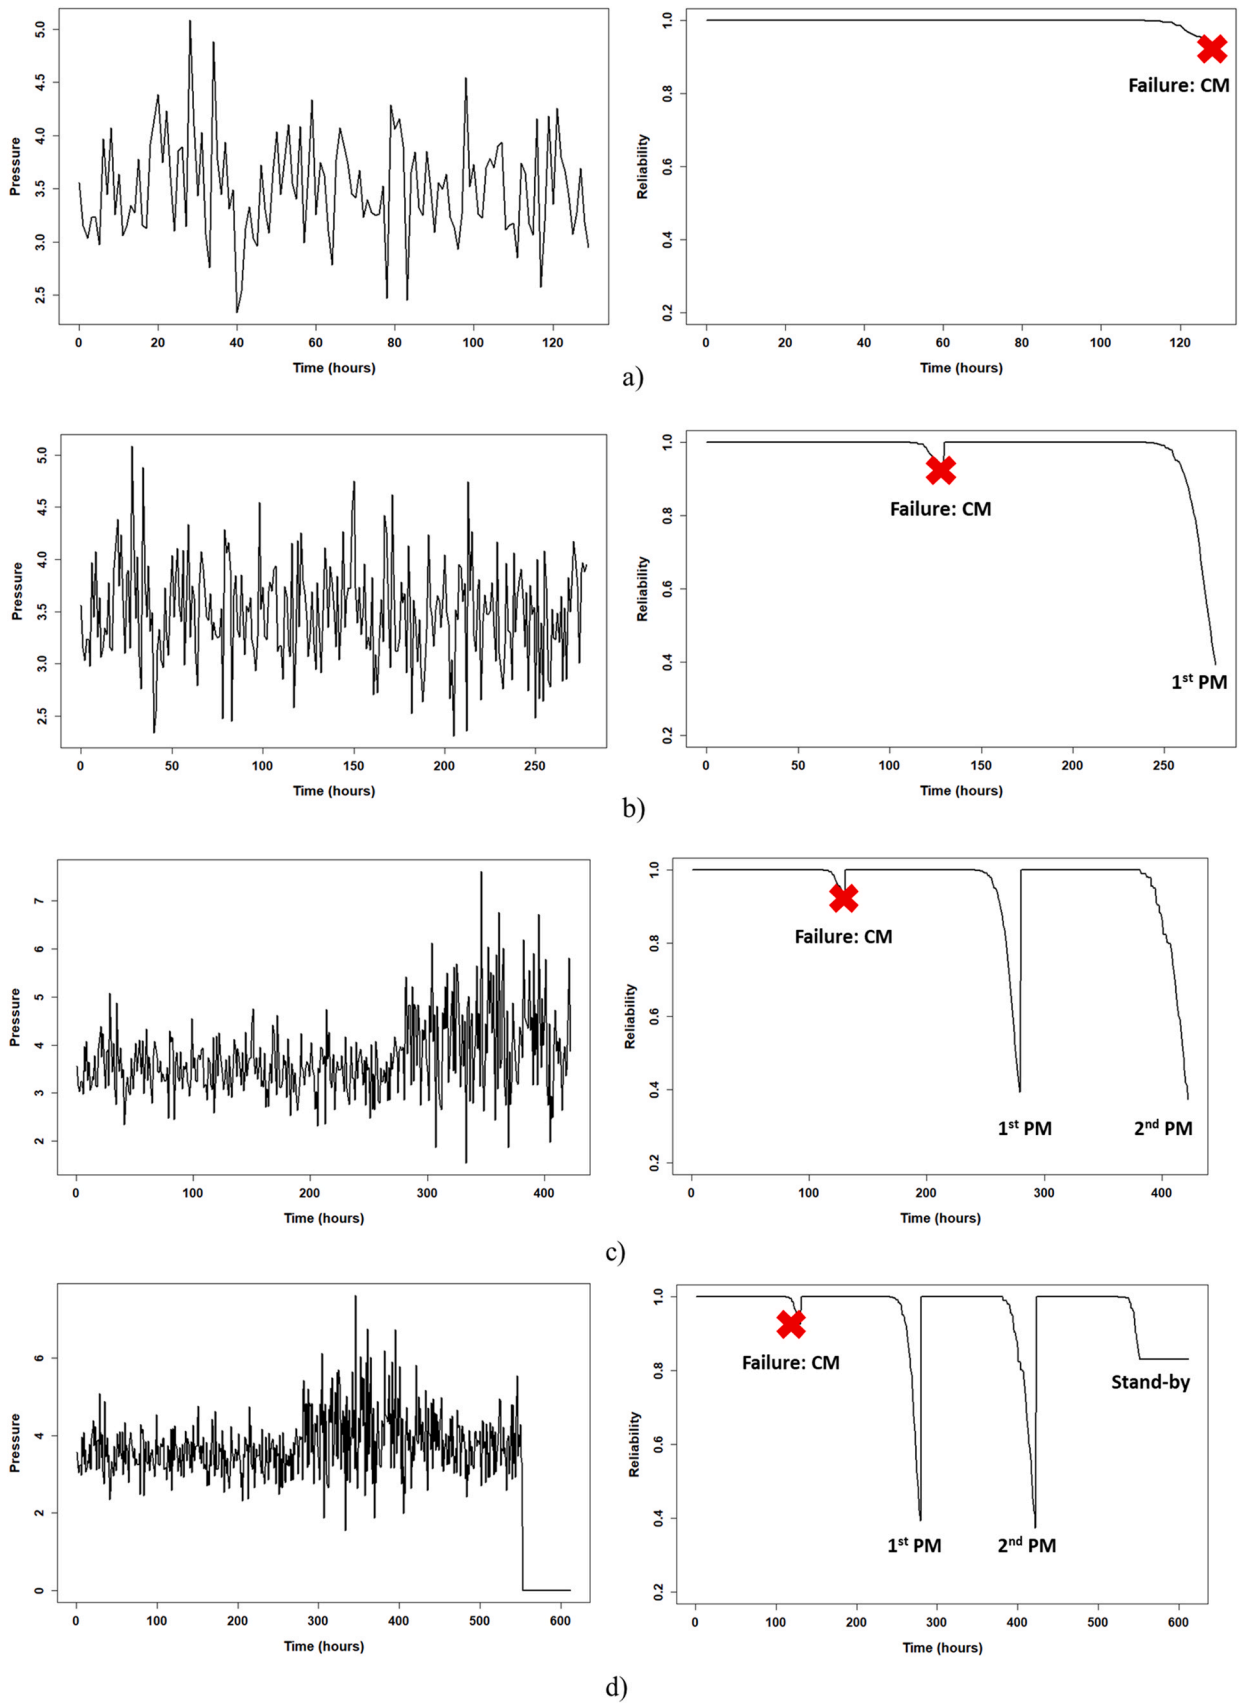 5.0
4.5
4.0
3.5
3.0
2.5
Pressure
0 20 40 60 80 100 120
Time (hours)
1.0
0.8
0.6
0.4
0.2
Reliability
Failure: CM
0 20 40 60 80 100 120
Time (hours)
a)
5.0
4.5
4.0
3.5
3.0
2.5
Pressure
0 50 100 150 200 250
Time (hours)
1.0
0.8
0.6
0.4
0.2
Reliability
Failure: CM
1st PM
0 50 100 150 200 250
Time (hours)
b)
7
6
5
4
3
2
Pressure
0 100 200 300 400
Time (hours)
1.0
0.8
0.6
0.4
0.2
Reliability
Failure: CM
1st PM 2nd PM
0 100 200 300 400
Time (hours)
c)
6
4
2
0
Pressure
0 100 200 300 400 500 600
Time (hours)
1.0
0.8
0.6
0.4
0.2
Reliability
Failure: CM
Stand-by
1st PM 2nd PM
0 100 200 300 400 500 600
Time (hours)
d)